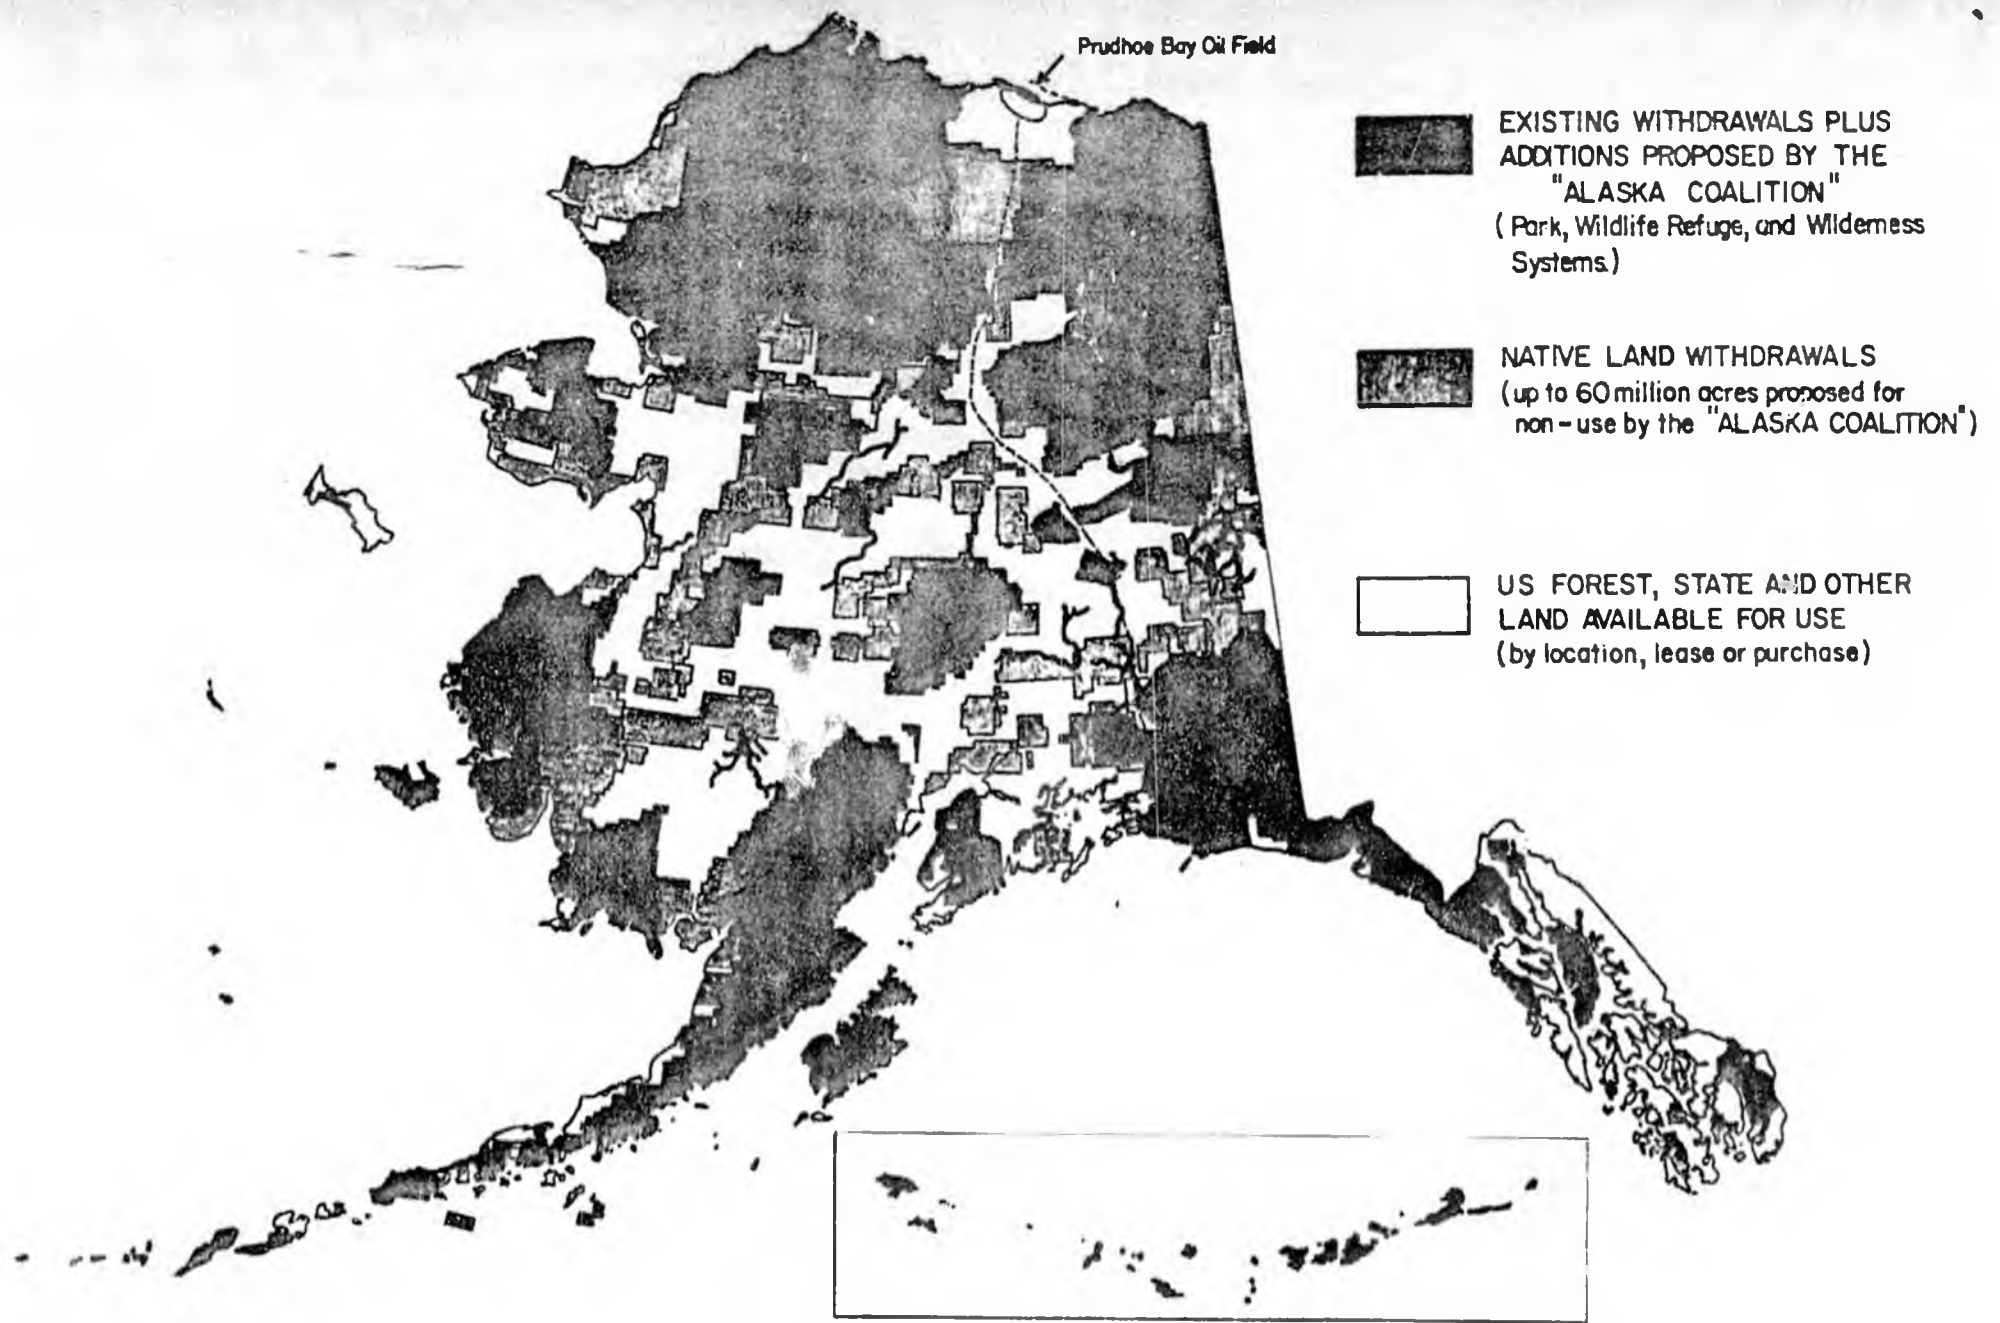 Prudhoe Bay Oil Field
EXISTING WITHDRAWALS PLUS
ADDITIONS PROPOSED BY THE
"ALASKA COALITION"
(Park, Wildlife Refuge, and Wilderness
Systems.)
NATIVE LAND WITHDRAWALS
(up to 60 million acres proposed for
non-use by the "ALASKA COALITION")
US FOREST, STATE AND OTHER
LAND AVAILABLE FOR USE
(by location, lease or purchase)